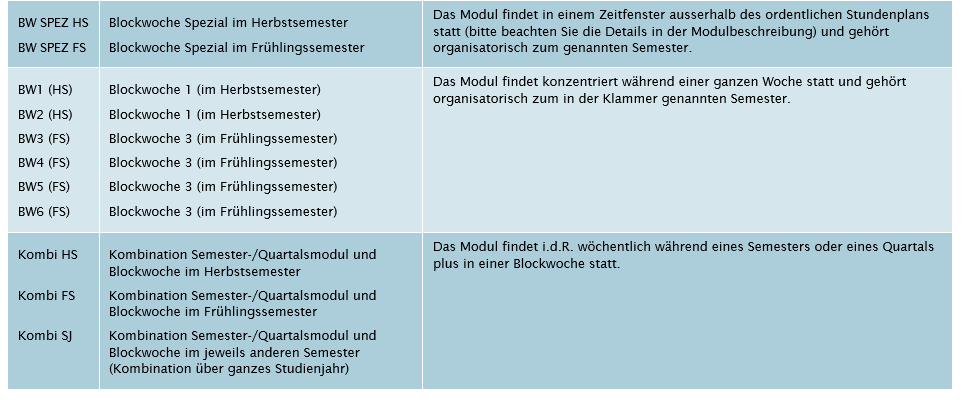 BW SPEZ HS Blockwoche Spezial im Herbstsemester
BW SPEZ FS Blockwoche Spezial im Frühlingssemester
Das Modul findet in einem Zeitfenster ausserhalb des ordentlichen Stundenplans
statt (bitte beachten Sie die Details in der Modulbeschreibung) und gehört
organisatorisch zum genannten Semester.
BW1 (HS) Blockwoche 1 (im Herbstsemester)
BW2 (HS) Blockwoche 1 (im Herbstsemester)
BW3 (FS) Blockwoche 3 (im Frühlingssemester)
BW4 (FS) Blockwoche 3 (im Frühlingssemester)
BW5 (FS) Blockwoche 3 (im Frühlingssemester)
BW6 (FS) Blockwoche 3 (im Frühlingssemester)
Das Modul findet konzentriert während einer ganzen Woche statt und gehört
organisatorisch zum in der Klammer genannten Semester.
Kombi HS Kombination Semester-/Quartalsmodul und
Blockwoche im Herbstsemester
Kombi FS Kombination Semester-/Quartalsmodul und
Blockwoche im Frühlingssemester
Kombi SJ Kombination Semester-/Quartalsmodul und
Blockwoche im jeweils anderen Semester
(Kombination über ganzes Studienjahr)
Das Modul findet i.d.R. wöchentlich während eines Semesters oder eines Quartals
plus in einer Blockwoche statt.